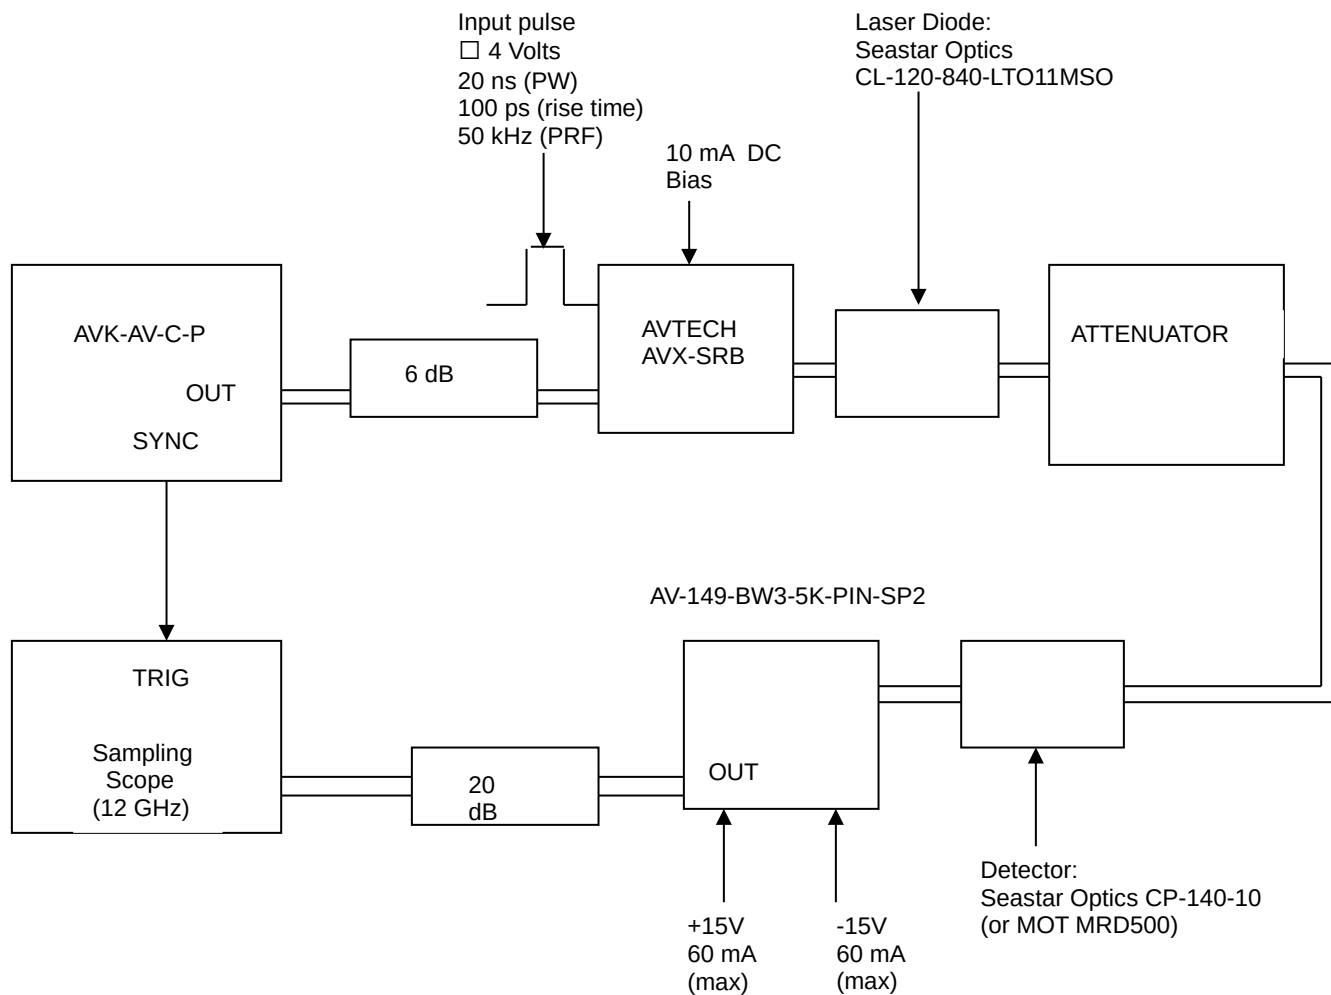 Input pulse
□ 4 Volts
20 ns (PW)
100 ps (rise time)
50 kHz (PRF)
Laser Diode:
Seastar Optics
CL-120-840-LTO11MSO
10 mA  DC
Bias
AVK-AV-C-P
OUT
SYNC
6 dB
AVTECH
AVX-SRB
ATTENUATOR
AV-149-BW3-5K-PIN-SP2
TRIG
Sampling
Scope
(12 GHz)
20
dB
OUT
+15V
60 mA
(max)
-15V
60 mA
(max)
Detector:
Seastar Optics CP-140-10
(or MOT MRD500)